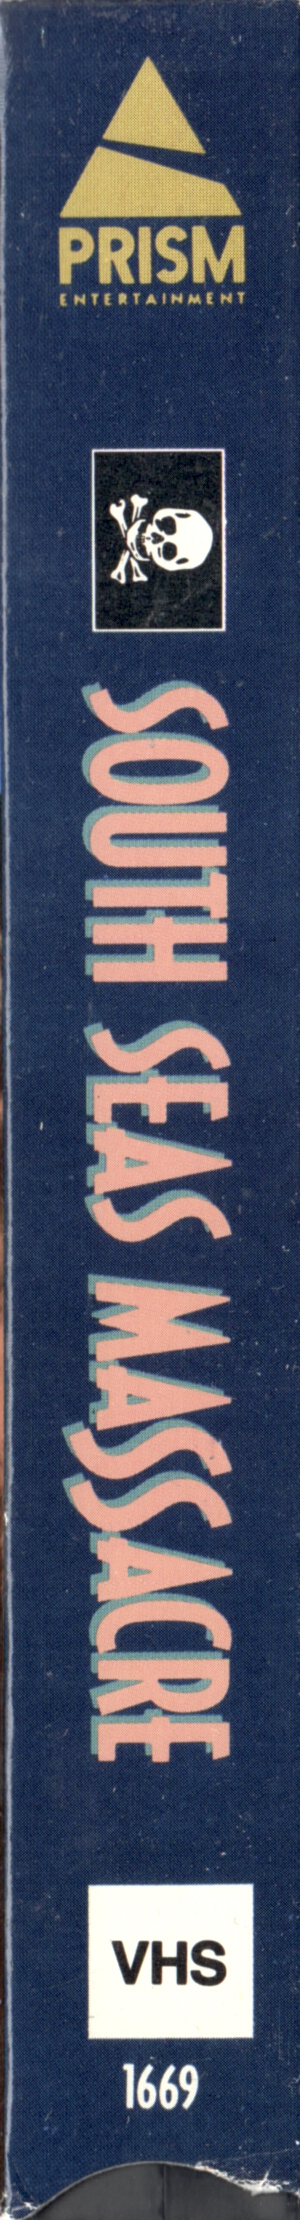 PRISM
ENTERTAINMENT
SOUTH SEAS MASSACRE
VHS
1669